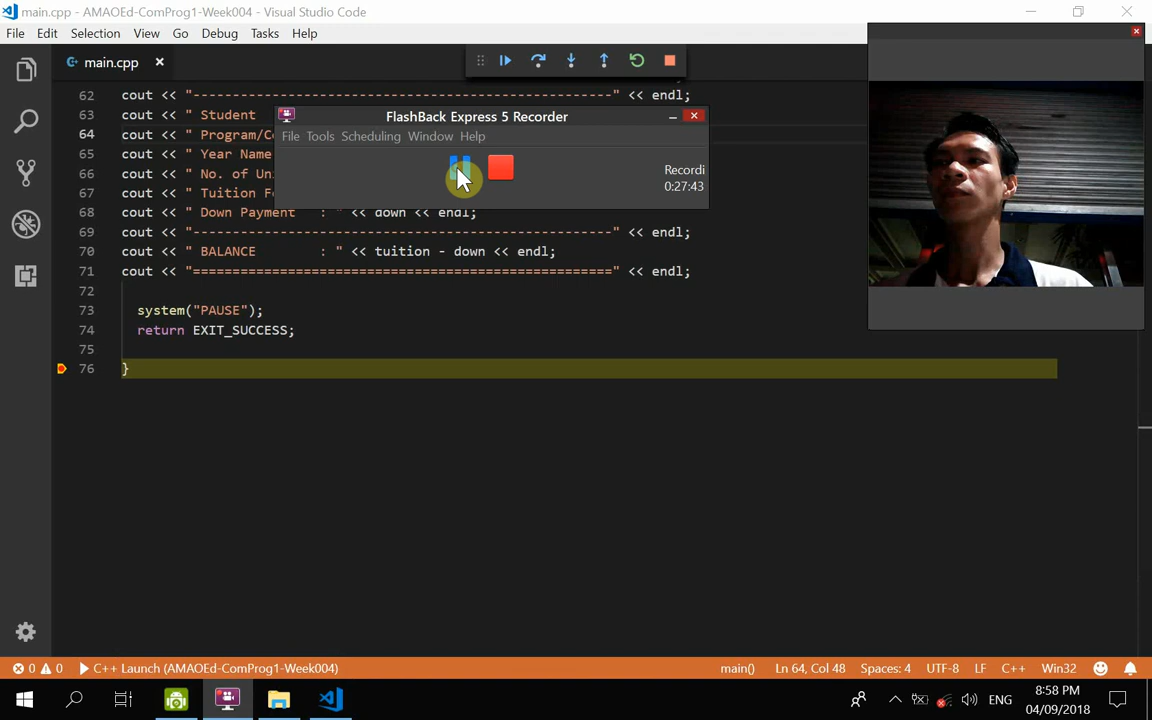 main.cpp - AMAOEd-ComProg1-Week004 - Visual Studio Code
File Edit Selection View Go Debug Tasks Help
main.cpp
62 cout << "-----------------------------------------------------" << endl;
FlashBack Express 5 Recorder
63 cout << " Student
64 cout << " Program/Co
File Tools Scheduling Window Help
65 cout << " Year Name
66 cout << " No. of Un
Recordi
0:27:43
67 cout << " Tuition F
68 cout << " Down Payment : " << down << endl;
69 cout << "-----------------------------------------------------" << endl;
70 cout << " BALANCE : " << tuition - down << endl;
71 cout << "=====================================================" << endl;
72
73 system("PAUSE");
74 return EXIT_SUCCESS;
75
76 }
0 0 C++ Launch (AMAOEd-ComProg1-Week004) main() Ln 64, Col 48 Spaces: 4 UTF-8 LF C++ Win32
ENG 8:58 PM
04/09/2018